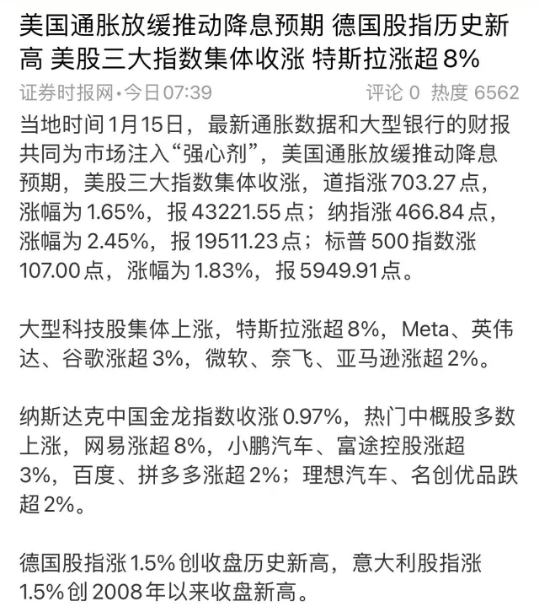 美国通胀放缓推动降息预期 德国股指历史新
高 美股三大指数集体收涨 特斯拉涨超8%
证券时报网·今日07:39 评论 0 热度 6562
当地时间1月15日，最新通胀数据和大型银行的财报
共同为市场注入“强心剂”，美国通胀放缓推动降息
预期，美股三大指数集体收涨，道指涨703.27点，
涨幅为1.65%，报43221.55点；纳指涨466.84点，
涨幅为2.45%，报19511.23点；标普500指数涨
107.00点，涨幅为1.83%，报5949.91点。
大型科技股集体上涨，特斯拉涨超8%，Meta、英伟
达、谷歌涨超3%，微软、奈飞、亚马逊涨超2%。
纳斯达克中国金龙指数收涨0.97%，热门中概股多数
上涨，网易涨超8%，小鹏汽车、富途控股涨超
3%，百度、拼多多涨超2%；理想汽车、名创优品跌
超2%。
德国股指涨1.5%创收盘历史新高，意大利股指涨
1.5%创2008年以来收盘新高。